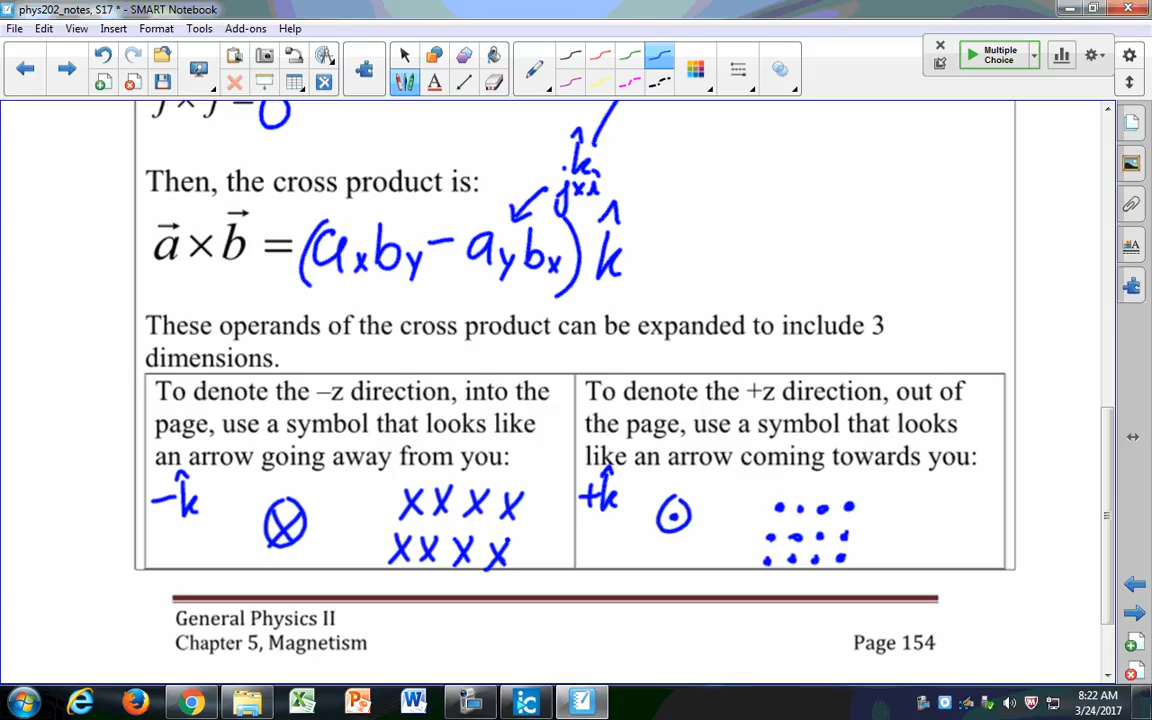 phys202_notes, S17 * - SMART Notebook
File Edit View Insert Format Tools Add-ons Help
Multiple
Choice
j × j = 0
k̂
j×i
Then, the cross product is:
a⃗ × b⃗ = (aₓbᵧ - aᵧbₓ) k̂
These operands of the cross product can be expanded to include 3
dimensions.
To denote the –z direction, into the
page, use a symbol that looks like
an arrow going away from you:
-k̂ ⊗ X X X X
X X X X
To denote the +z direction, out of
the page, use a symbol that looks
like an arrow coming towards you:
+k̂ ⊙
General Physics II
Chapter 5, Magnetism
Page 154
8:22 AM
3/24/2017